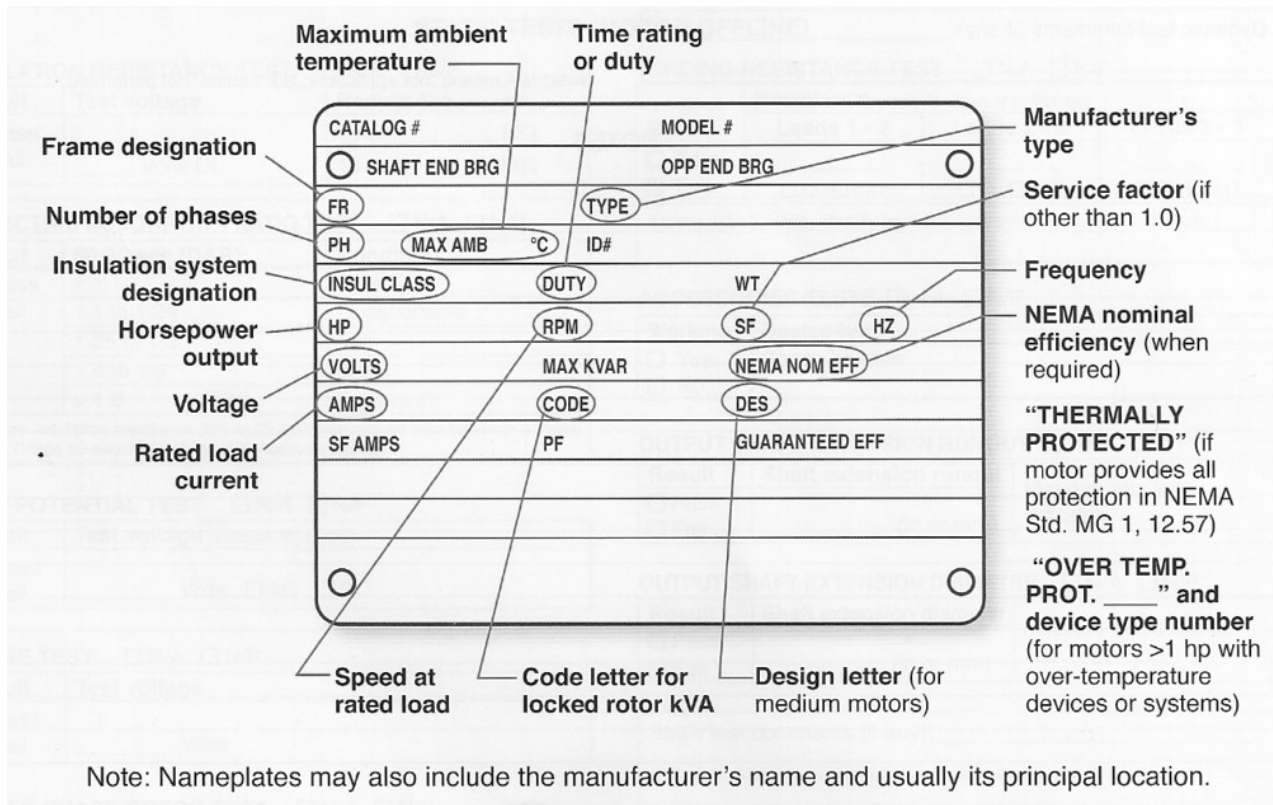 Maximum ambient
temperature
Time rating
or duty
Manufacturer's
type
Frame designation
Number of phases
Insulation system
designation
Horsepower
output
Voltage
Rated load
current
CATALOG # MODEL #
SHAFT END BRG OPP END BRG
FR TYPE
PH MAX AMB °C ID#
INSUL CLASS DUTY WT
HP RPM SF HZ
VOLTS MAX KVAR NEMA NOM EFF
AMPS CODE DES
SF AMPS PF GUARANTEED EFF
Service factor (if
other than 1.0)
Frequency
NEMA nominal
efficiency (when
required)
“THERMALLY
PROTECTED” (if
motor provides all
protection in NEMA
Std. MG 1, 12.57)
“OVER TEMP.
PROT. ____” and
device type number
(for motors >1 hp with
over-temperature
devices or systems)
Speed at
rated load
Code letter for
locked rotor kVA
Design letter (for
medium motors)
Note: Nameplates may also include the manufacturer's name and usually its principal location.